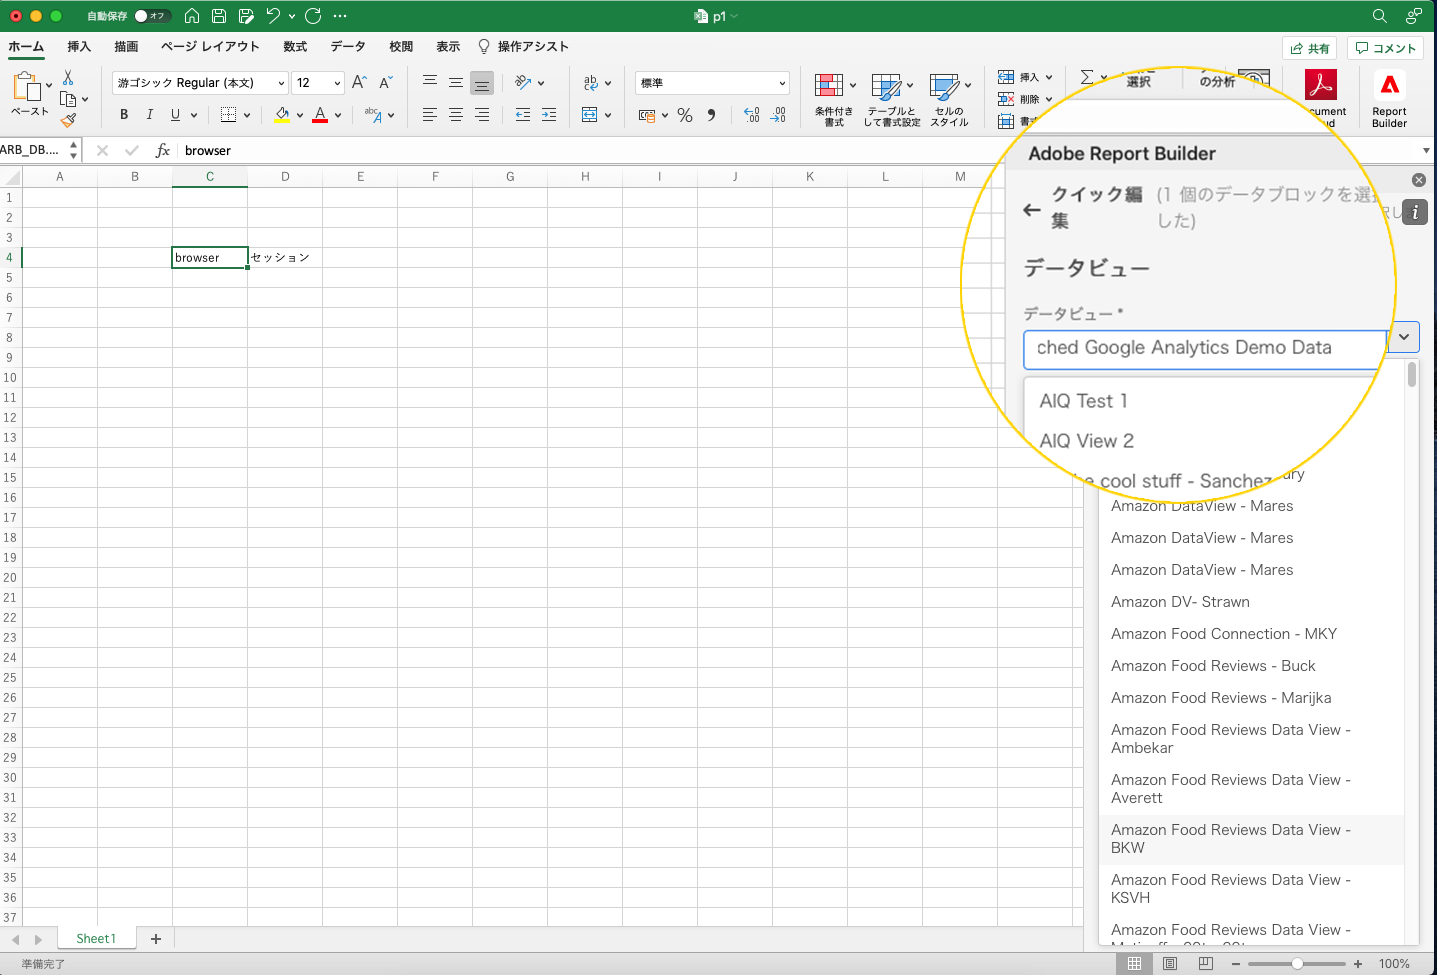 自動保存 オフ
p1
ホーム 挿入 描画 ページ レイアウト 数式 データ 校閲 表示 操作アシスト 共有 コメント
ペースト
游ゴシック Regular (本文) 12
B I U
abc A
ab
標準
% 
条件付き
書式
テーブルと
して書式設定
セルの
スタイル
挿入
削除
書式
選択
の分析
Report
Builder
ARB_DB.... fx browser
A B C D E F G H I J K L M
1
2
3
4 browser セッション
5
6
7
8
9
10
11
12
13
14
15
16
17
18
19
20
21
22
23
24
25
26
27
28
29
30
31
32
33
34
35
36
37
Adobe Report Builder
クイック編
集
(1 個のデータブロックを選択
した)
データビュー
データビュー *
ched Google Analytics Demo Data
AIQ Test 1
AIQ View 2
he cool stuff - Sanchez
Amazon DataView - Mares
Amazon DataView - Mares
Amazon DataView - Mares
Amazon DV- Strawn
Amazon Food Connection - MKY
Amazon Food Reviews - Buck
Amazon Food Reviews - Marijka
Amazon Food Reviews Data View -
Ambekar
Amazon Food Reviews Data View -
Averett
Amazon Food Reviews Data View -
BKW
Amazon Food Reviews Data View -
KSVH
Amazon Food Reviews Data View -
Sheet1
準備完了
100%